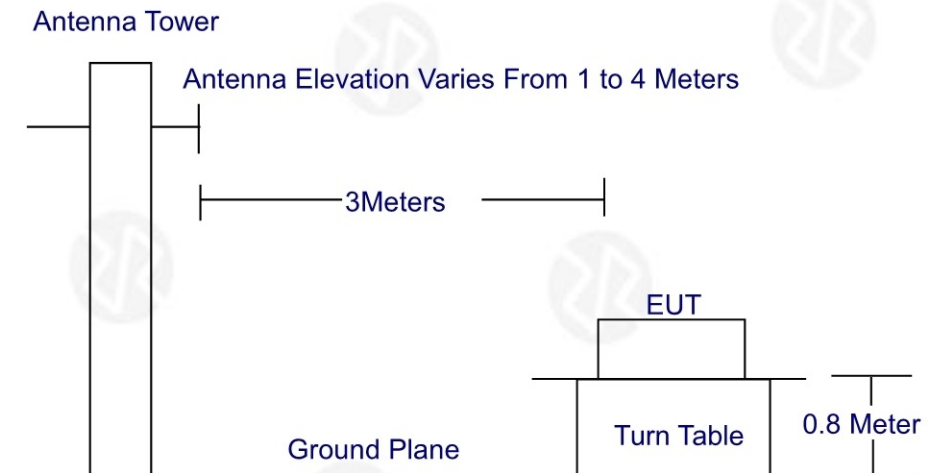 Antenna Tower
Antenna Elevation Varies From 1 to 4 Meters
3Meters
EUT
0.8 Meter
Turn Table
Ground Plane